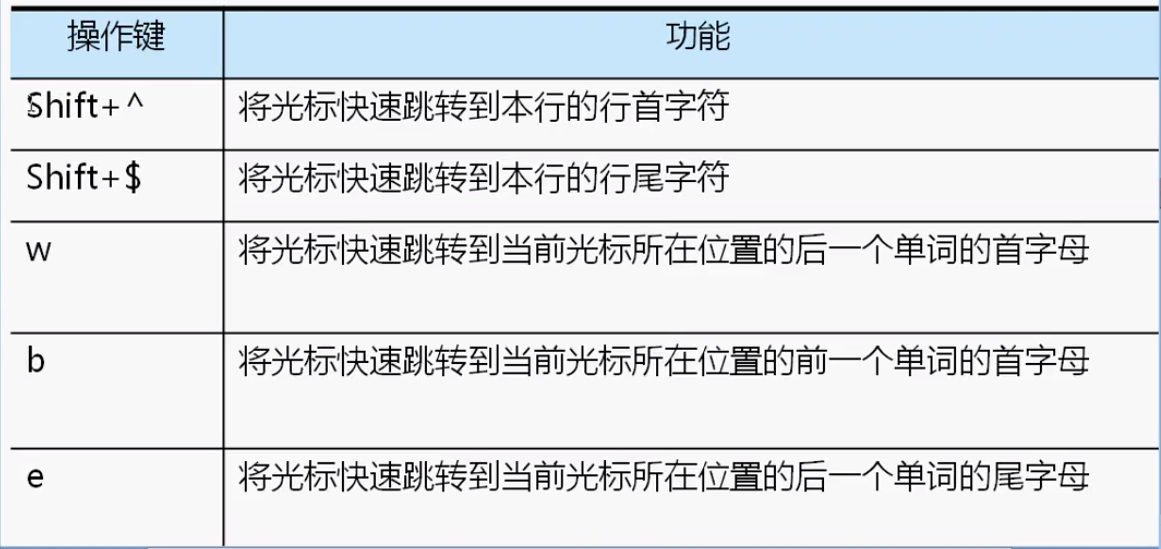 操作键 功能
Shift+^ 将光标快速跳转到本行的行首字符
Shift+$ 将光标快速跳转到本行的行尾字符
w 将光标快速跳转到当前光标所在位置的后一个单词的首字母
b 将光标快速跳转到当前光标所在位置的前一个单词的首字母
e 将光标快速跳转到当前光标所在位置的后一个单词的尾字母